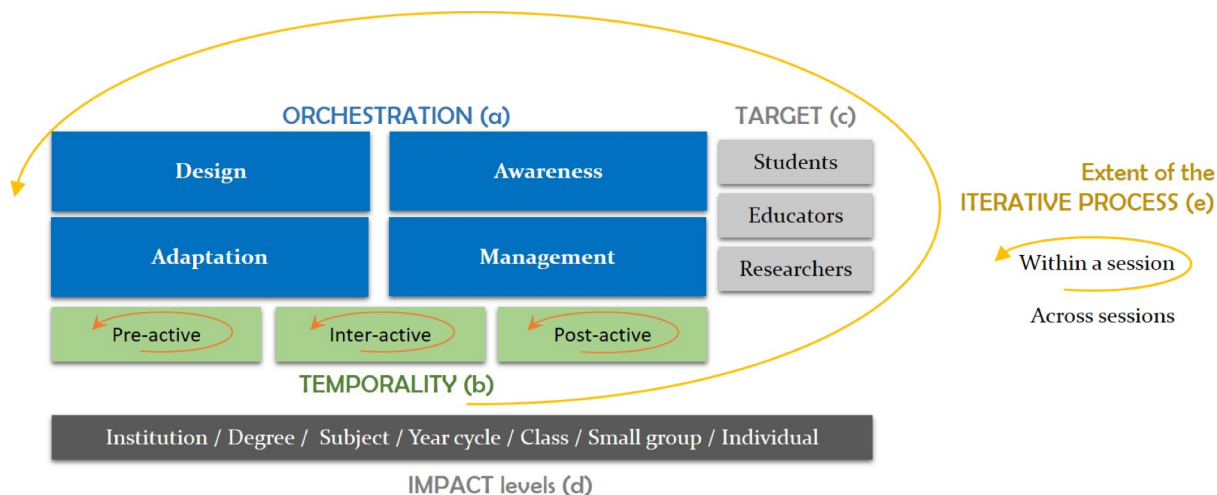 ORCHESTRATION (a)
TARGET (c)
Design
Awareness
Students
Educators
Researchers
Adaptation
Management
Pre-active
Inter-active
Post-active
TEMPORALITY (b)
Institution / Degree / Subject / Year cycle / Class / Small group / Individual
IMPACT levels (d)
Extent of the
ITERATIVE PROCESS (e)
Within a session
Across sessions